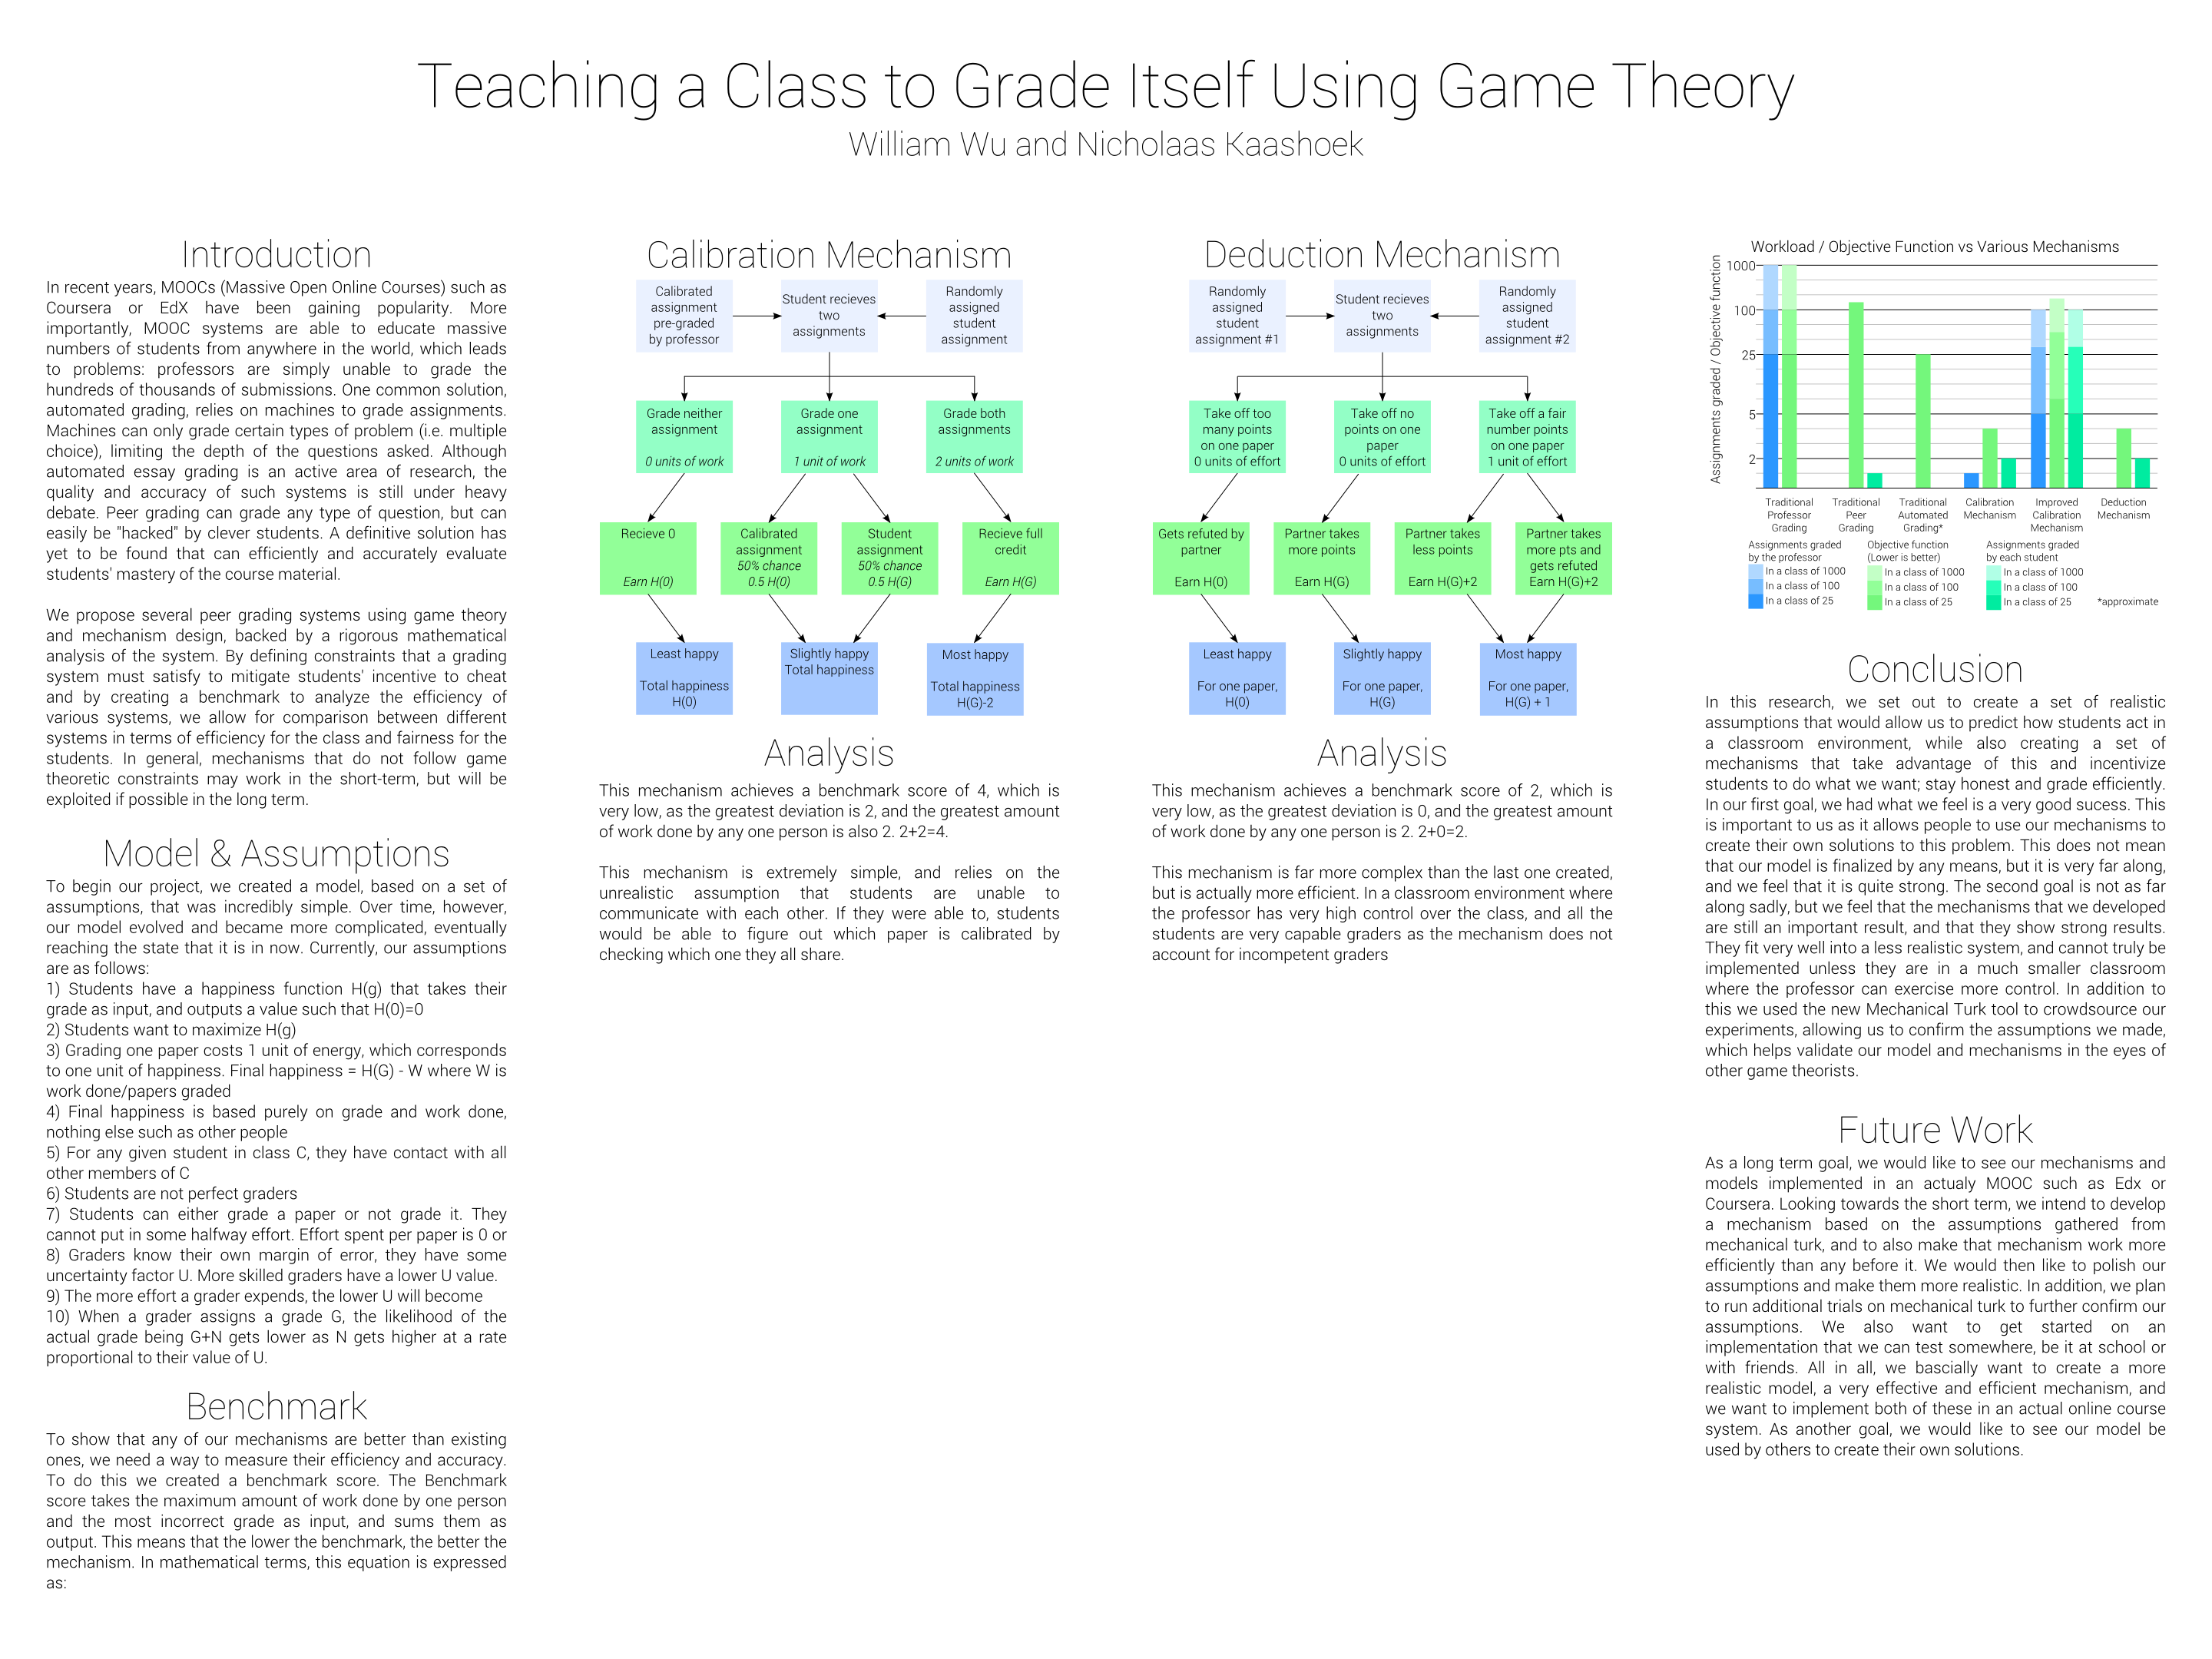 Teaching a Class to Grade Itself Using Game Theory
William Wu and Nicholaas Kaashoek
Introduction
In recent years, MOOCs (Massive Open Online Courses) such as
Coursera or EdX have been gaining popularity. More
importantly, MOOC systems are able to educate massive
numbers of students from anywhere in the world, which leads
to problems: professors are simply unable to grade the
hundreds of thousands of submissions. One common solution,
automated grading, relies on machines to grade assignments.
Machines can only grade certain types of problem (i.e. multiple
choice), limiting the depth of the questions asked. Although
automated essay grading is an active area of research, the
quality and accuracy of such systems is still under heavy
debate. Peer grading can grade any type of question, but can
easily be "hacked" by clever students. A definitive solution has
yet to be found that can efficiently and accurately evaluate
students' mastery of the course material.
We propose several peer grading systems using game theory
and mechanism design, backed by a rigorous mathematical
analysis of the system. By defining constraints that a grading
system must satisfy to mitigate students' incentive to cheat
and by creating a benchmark to analyze the efficiency of
various systems, we allow for comparison between different
systems in terms of efficiency for the class and fairness for the
students. In general, mechanisms that do not follow game
theoretic constraints may work in the short-term, but will be
exploited if possible in the long term.
Model & Assumptions
To begin our project, we created a model, based on a set of
assumptions, that was incredibly simple. Over time, however,
our model evolved and became more complicated, eventually
reaching the state that it is in now. Currently, our assumptions
are as follows:
1) Students have a happiness function H(g) that takes their
grade as input, and outputs a value such that H(0)=0
2) Students want to maximize H(g)
3) Grading one paper costs 1 unit of energy, which corresponds
to one unit of happiness. Final happiness = H(G) - W where W is
work done/papers graded
4) Final happiness is based purely on grade and work done,
nothing else such as other people
5) For any given student in class C, they have contact with all
other members of C
6) Students are not perfect graders
7) Students can either grade a paper or not grade it. They
cannot put in some halfway effort. Effort spent per paper is 0 or
8) Graders know their own margin of error, they have some
uncertainty factor U. More skilled graders have a lower U value.
9) The more effort a grader expends, the lower U will become
10) When a grader assigns a grade G, the likelihood of the
actual grade being G+N gets lower as N gets higher at a rate
proportional to their value of U.
Benchmark
To show that any of our mechanisms are better than existing
ones, we need a way to measure their efficiency and accuracy.
To do this we created a benchmark score. The Benchmark
score takes the maximum amount of work done by one person
and the most incorrect grade as input, and sums them as
output. This means that the lower the benchmark, the better the
mechanism. In mathematical terms, this equation is expressed
as:
Calibration Mechanism
Calibrated
assignment
pre-graded
by professor
Student recieves
two
assignments
Randomly
assigned
student
assignment
Grade neither
assignment
0 units of work
Grade one
assignment
1 unit of work
Grade both
assignments
2 units of work
Recieve 0
Earn H(0)
Calibrated
assignment
50% chance
0.5 H(0)
Student
assignment
50% chance
0.5 H(G)
Recieve full
credit
Earn H(G)
Least happy
Total happiness
H(0)
Slightly happy
Total happiness
Most happy
Total happiness
H(G)-2
Analysis
This mechanism achieves a benchmark score of 4, which is
very low, as the greatest deviation is 2, and the greatest amount
of work done by any one person is also 2. 2+2=4.
This mechanism is extremely simple, and relies on the
unrealistic assumption that students are unable to
communicate with each other. If they were able to, students
would be able to figure out which paper is calibrated by
checking which one they all share.
Deduction Mechanism
Randomly
assigned
student
assignment #1
Student recieves
two
assignments
Randomly
assigned
student
assignment #2
Take off too
many points
on one paper
0 units of effort
Take off no
points on one
paper
0 units of effort
Take off a fair
number points
on one paper
1 unit of effort
Gets refuted by
partner
Earn H(0)
Partner takes
more points
Earn H(G)
Partner takes
less points
Earn H(G)+2
Partner takes
more pts and
gets refuted
Earn H(G)+2
Least happy
For one paper,
H(0)
Slightly happy
For one paper,
H(G)
Most happy
For one paper,
H(G) + 1
Analysis
This mechanism achieves a benchmark score of 2, which is
very low, as the greatest deviation is 0, and the greatest amount
of work done by any one person is 2. 2+0=2.
This mechanism is far more complex than the last one created,
but is actually more efficient. In a classroom environment where
the professor has very high control over the class, and all the
students are very capable graders as the mechanism does not
account for incompetent graders
Workload / Objective Function vs Various Mechanisms
Assignments graded / Objective function
1000
100
25
5
2
Traditional
Professor
Grading
Traditional
Peer
Grading
Traditional
Automated
Grading*
Calibration
Mechanism
Improved
Calibration
Mechanism
Deduction
Mechanism
Assignments graded
by the professor
In a class of 1000
In a class of 100
In a class of 25
Objective function
(Lower is better)
In a class of 1000
In a class of 100
In a class of 25
Assignments graded
by each student
In a class of 1000
In a class of 100
In a class of 25
*approximate
Conclusion
In this research, we set out to create a set of realistic
assumptions that would allow us to predict how students act in
a classroom environment, while also creating a set of
mechanisms that take advantage of this and incentivize
students to do what we want; stay honest and grade efficiently.
In our first goal, we had what we feel is a very good sucess. This
is important to us as it allows people to use our mechanisms to
create their own solutions to this problem. This does not mean
that our model is finalized by any means, but it is very far along,
and we feel that it is quite strong. The second goal is not as far
along sadly, but we feel that the mechanisms that we developed
are still an important result, and that they show strong results.
They fit very well into a less realistic system, and cannot truly be
implemented unless they are in a much smaller classroom
where the professor can exercise more control. In addition to
this we used the new Mechanical Turk tool to crowdsource our
experiments, allowing us to confirm the assumptions we made,
which helps validate our model and mechanisms in the eyes of
other game theorists.
Future Work
As a long term goal, we would like to see our mechanisms and
models implemented in an actualy MOOC such as Edx or
Coursera. Looking towards the short term, we intend to develop
a mechanism based on the assumptions gathered from
mechanical turk, and to also make that mechanism work more
efficiently than any before it. We would then like to polish our
assumptions and make them more realistic. In addition, we plan
to run additional trials on mechanical turk to further confirm our
assumptions. We also want to get started on an
implementation that we can test somewhere, be it at school or
with friends. All in all, we bascially want to create a more
realistic model, a very effective and efficient mechanism, and
we want to implement both of these in an actual online course
system. As another goal, we would like to see our model be
used by others to create their own solutions.